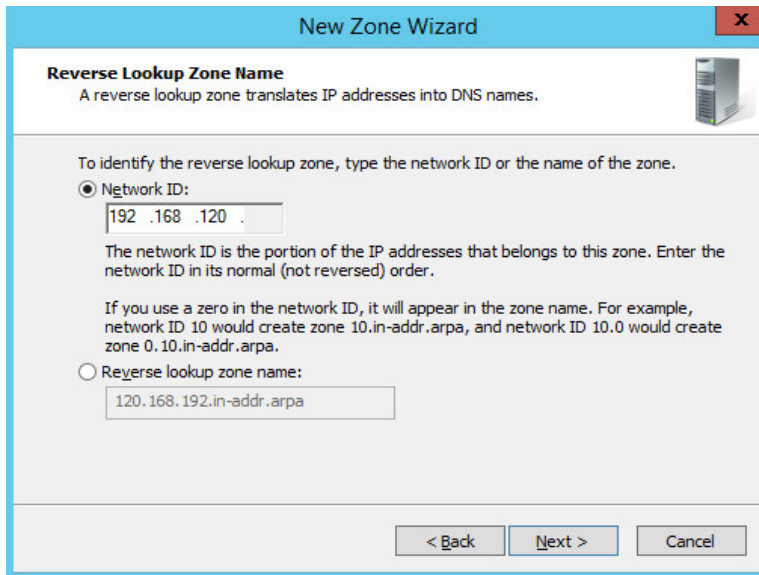 New Zone Wizard
x
Reverse Lookup Zone Name
A reverse lookup zone translates IP addresses into DNS names.
To identify the reverse lookup zone, type the network ID or the name of the zone.
Network ID:
192 .168 .120 .
The network ID is the portion of the IP addresses that belongs to this zone. Enter the
network ID in its normal (not reversed) order.
If you use a zero in the network ID, it will appear in the zone name. For example,
network ID 10 would create zone 10.in-addr.arpa, and network ID 10.0 would create
zone 0.10.in-addr.arpa.
Reverse lookup zone name:
120.168.192.in-addr.arpa
< Back Next > Cancel